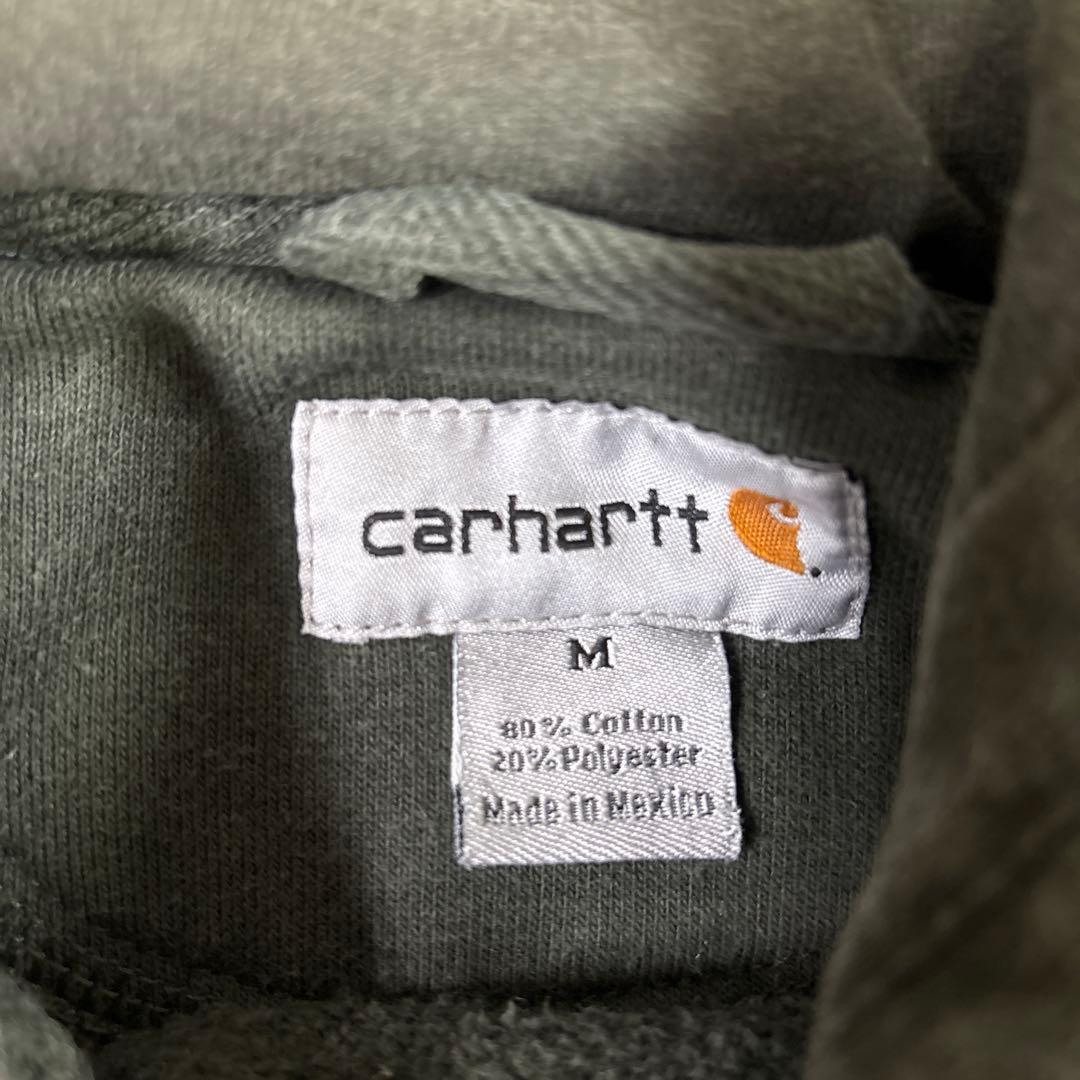 carhartt
M
80% Cotton
20% Polyester
Made in Mexico